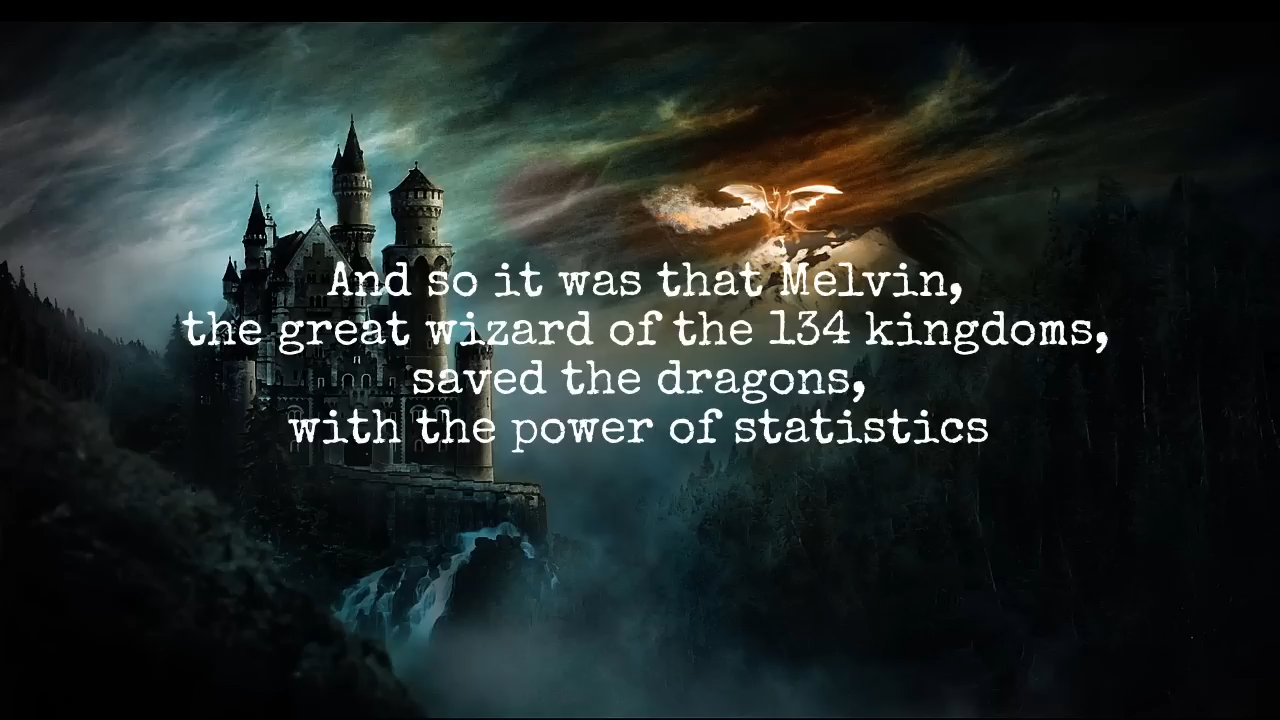 And so it was that Melvin,
the great wizard of the 134 kingdoms,
saved the dragons,
with the power of statistics